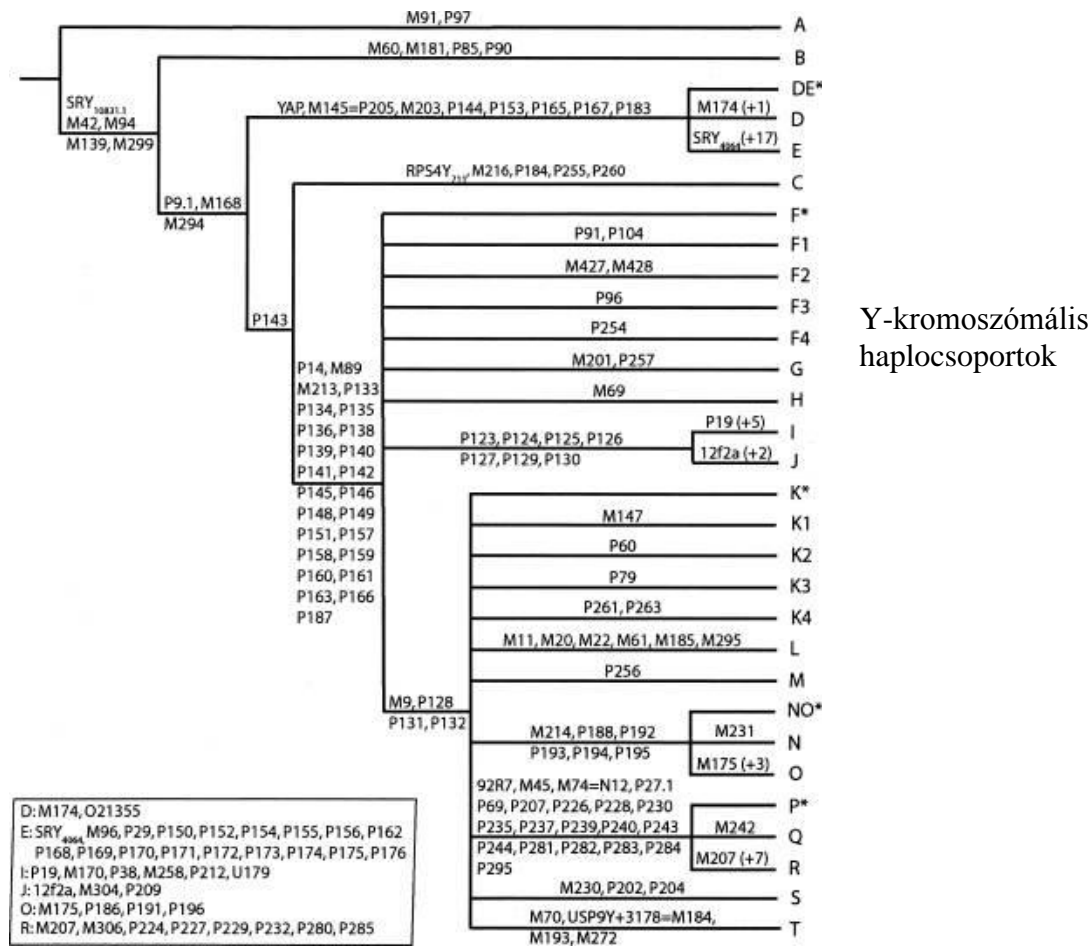 M91, P97
A
M60, M181, P85, P90
B
DE*
SRY10831.1
M42, M94
M139, M299
YAP, M145=P205, M203, P144, P153, P165, P167, P183
M174 (+1)
D
SRY4064(+17)
E
RPS4Y711, M216, P184, P255, P260
C
P9.1, M168
M294
F*
P91, P104
F1
M427, M428
F2
P96
F3
P143
P254
F4
P14, M89
M213, P133
P134, P135
P136, P138
P139, P140
P141, P142
P145, P146
P148, P149
P151, P157
P158, P159
P160, P161
P163, P166
P187
M201, P257
G
M69
H
P123, P124, P125, P126
P127, P129, P130
P19 (+5)
I
12f2a (+2)
J
K*
M147
K1
P60
K2
P79
K3
P261, P263
K4
M11, M20, M22, M61, M185, M295
L
P256
M
M9, P128
P131, P132
NO*
M214, P188, P192
P193, P194, P195
M231
N
M175 (+3)
O
92R7, M45, M74=N12, P27.1
P69, P207, P226, P228, P230
P235, P237, P239, P240, P243
P244, P281, P282, P283, P284
P295
P*
M242
Q
M207 (+7)
R
M230, P202, P204
S
M70, USP9Y+3178=M184,
M193, M272
T
Y-kromoszómális
haplocsoportok
D: M174, O21355
E: SRY4064, M96, P29, P150, P152, P154, P155, P156, P162
P168, P169, P170, P171, P172, P173, P174, P175, P176
I: P19, M170, P38, M258, P212, U179
J: 12f2a, M304, P209
O: M175, P186, P191, P196
R: M207, M306, P224, P227, P229, P232, P280, P285